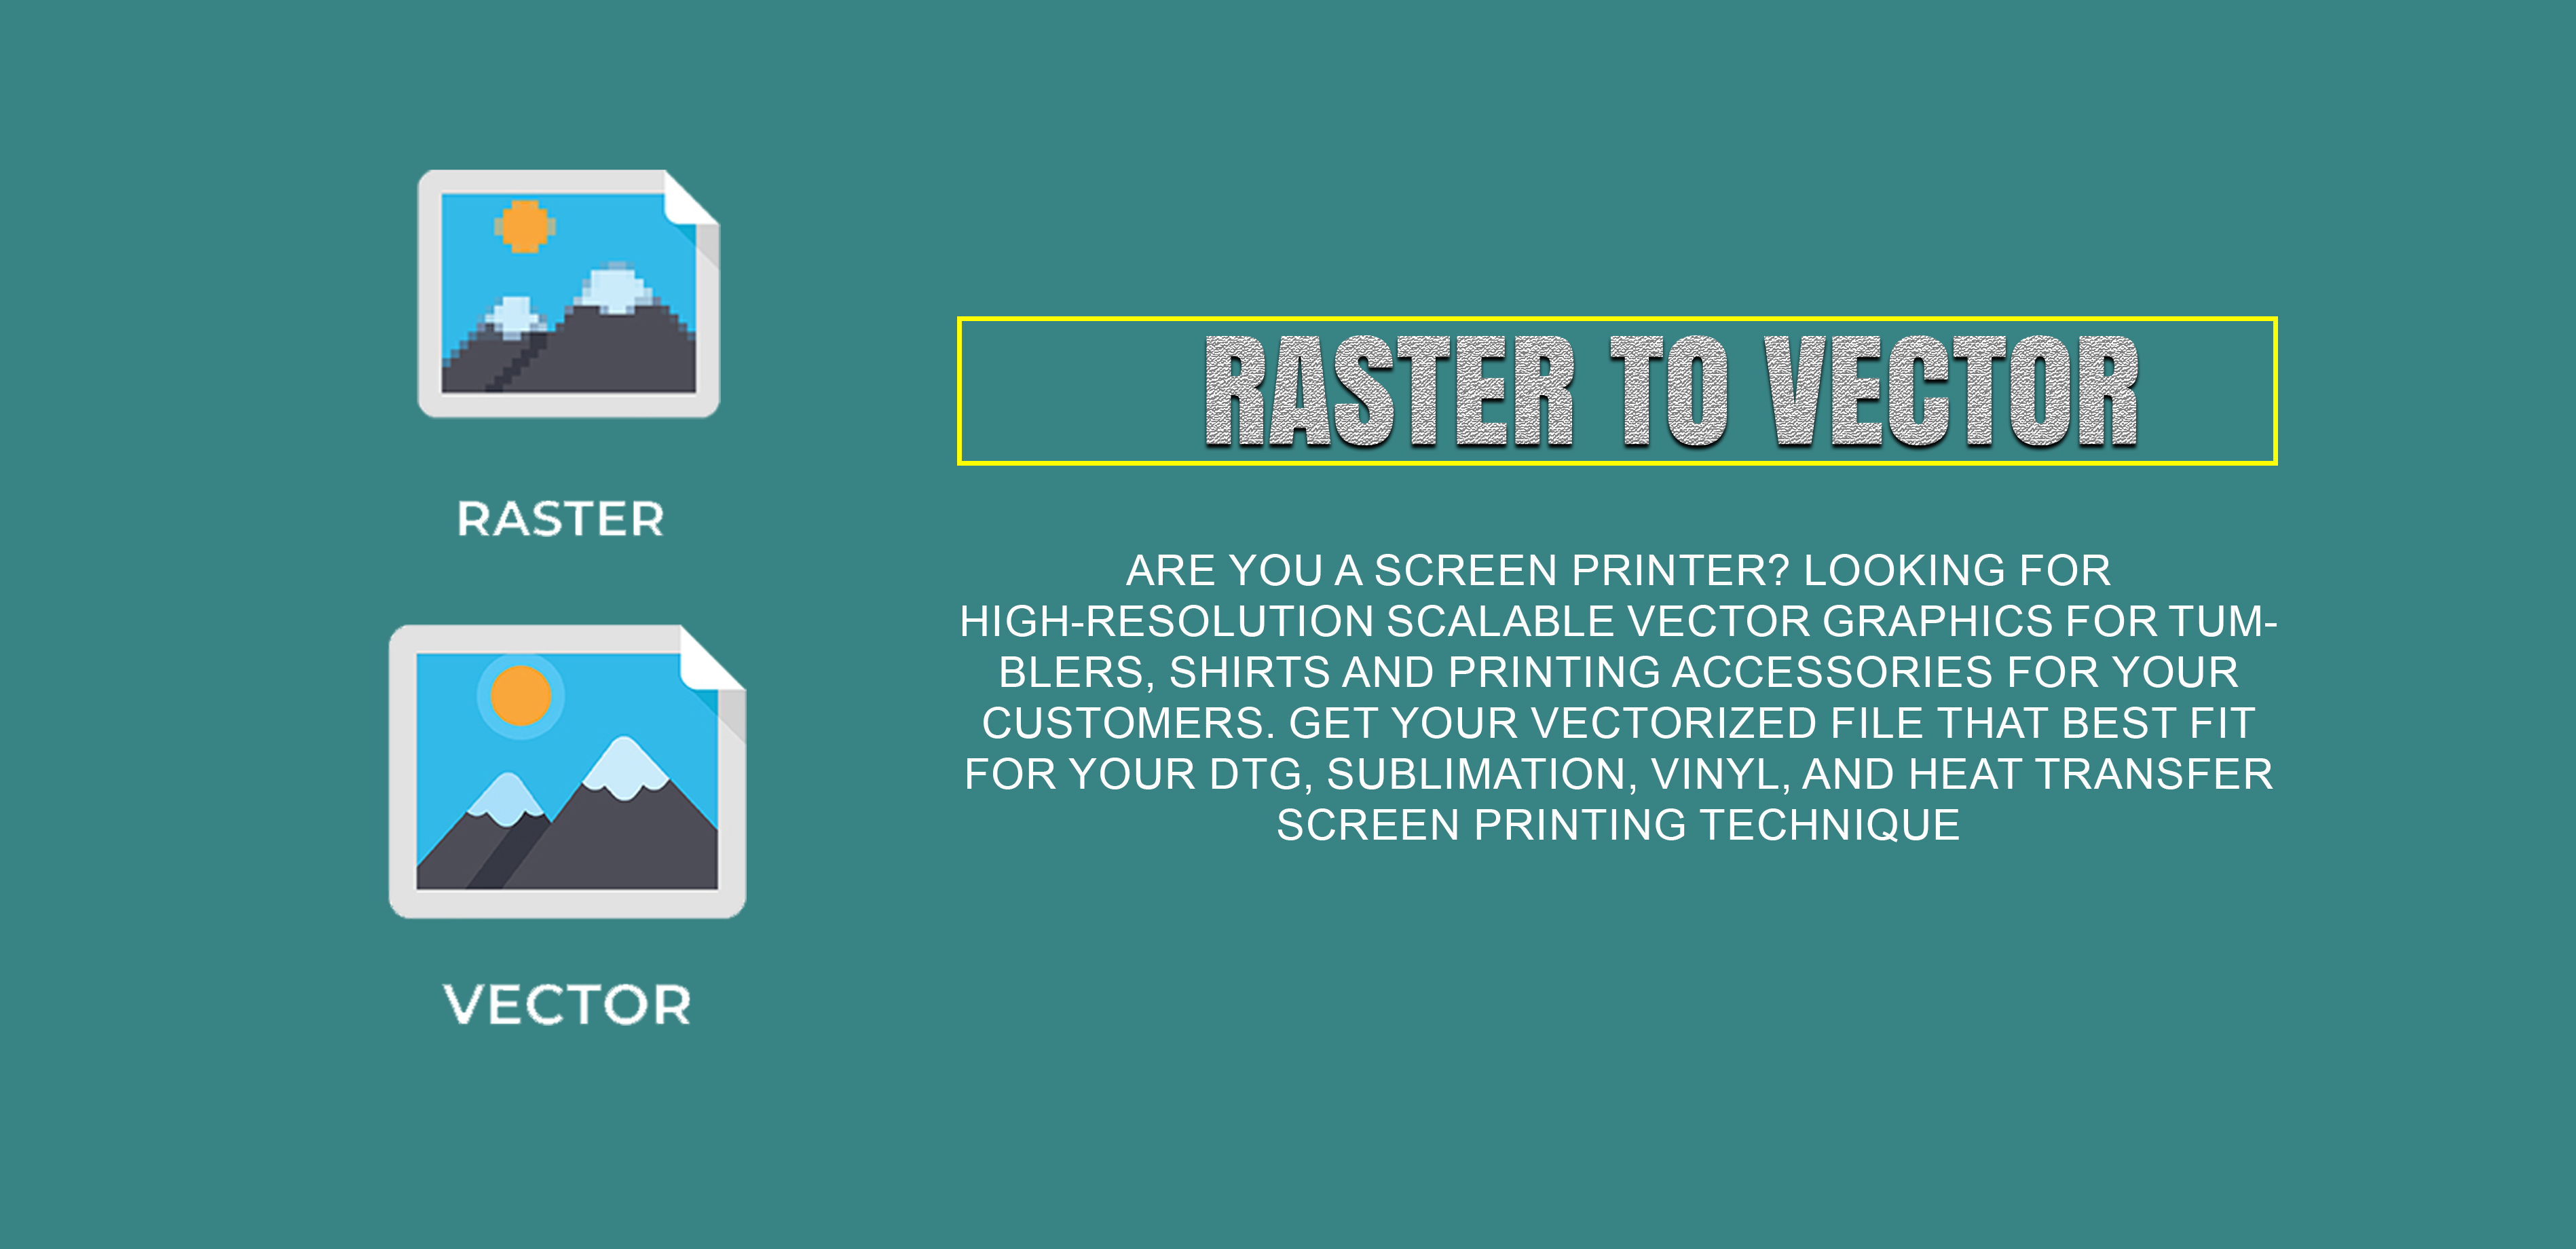 RASTER
VECTOR
RASTER TO VECTOR
ARE YOU A SCREEN PRINTER? LOOKING FOR
HIGH-RESOLUTION SCALABLE VECTOR GRAPHICS FOR TUM-
BLERS, SHIRTS AND PRINTING ACCESSORIES FOR YOUR
CUSTOMERS. GET YOUR VECTORIZED FILE THAT BEST FIT
FOR YOUR DTG, SUBLIMATION, VINYL, AND HEAT TRANSFER
SCREEN PRINTING TECHNIQUE